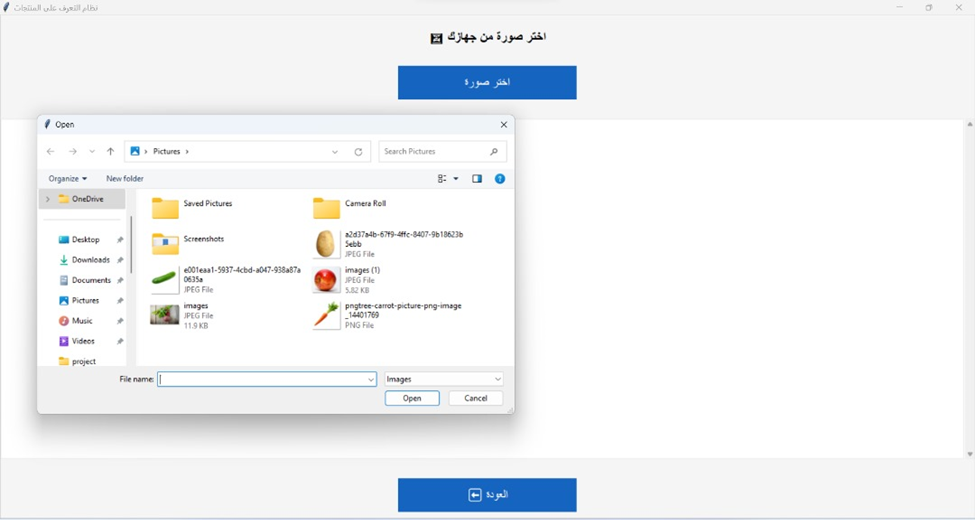 نظام التعرف على المنتجات
اختر صورة من جهازك
اختر صورة
Open
Pictures
Search Pictures
Organize
New folder
OneDrive
Desktop
Downloads
Documents
Pictures
Music
Videos
project
Saved Pictures
Camera Roll
Screenshots
a2d37a4b-67f9-4ffc-8407-9b18623b
5ebb
JPEG File
e001eaa1-5937-4cbd-a047-938a87a
0635a
JPEG File
images (1)
JPEG File
5.82 KB
images
JPEG File
11.9 KB
pngtree-carrot-picture-png-image
_14401769
PNG File
File name:
Images
Open
Cancel
العودة